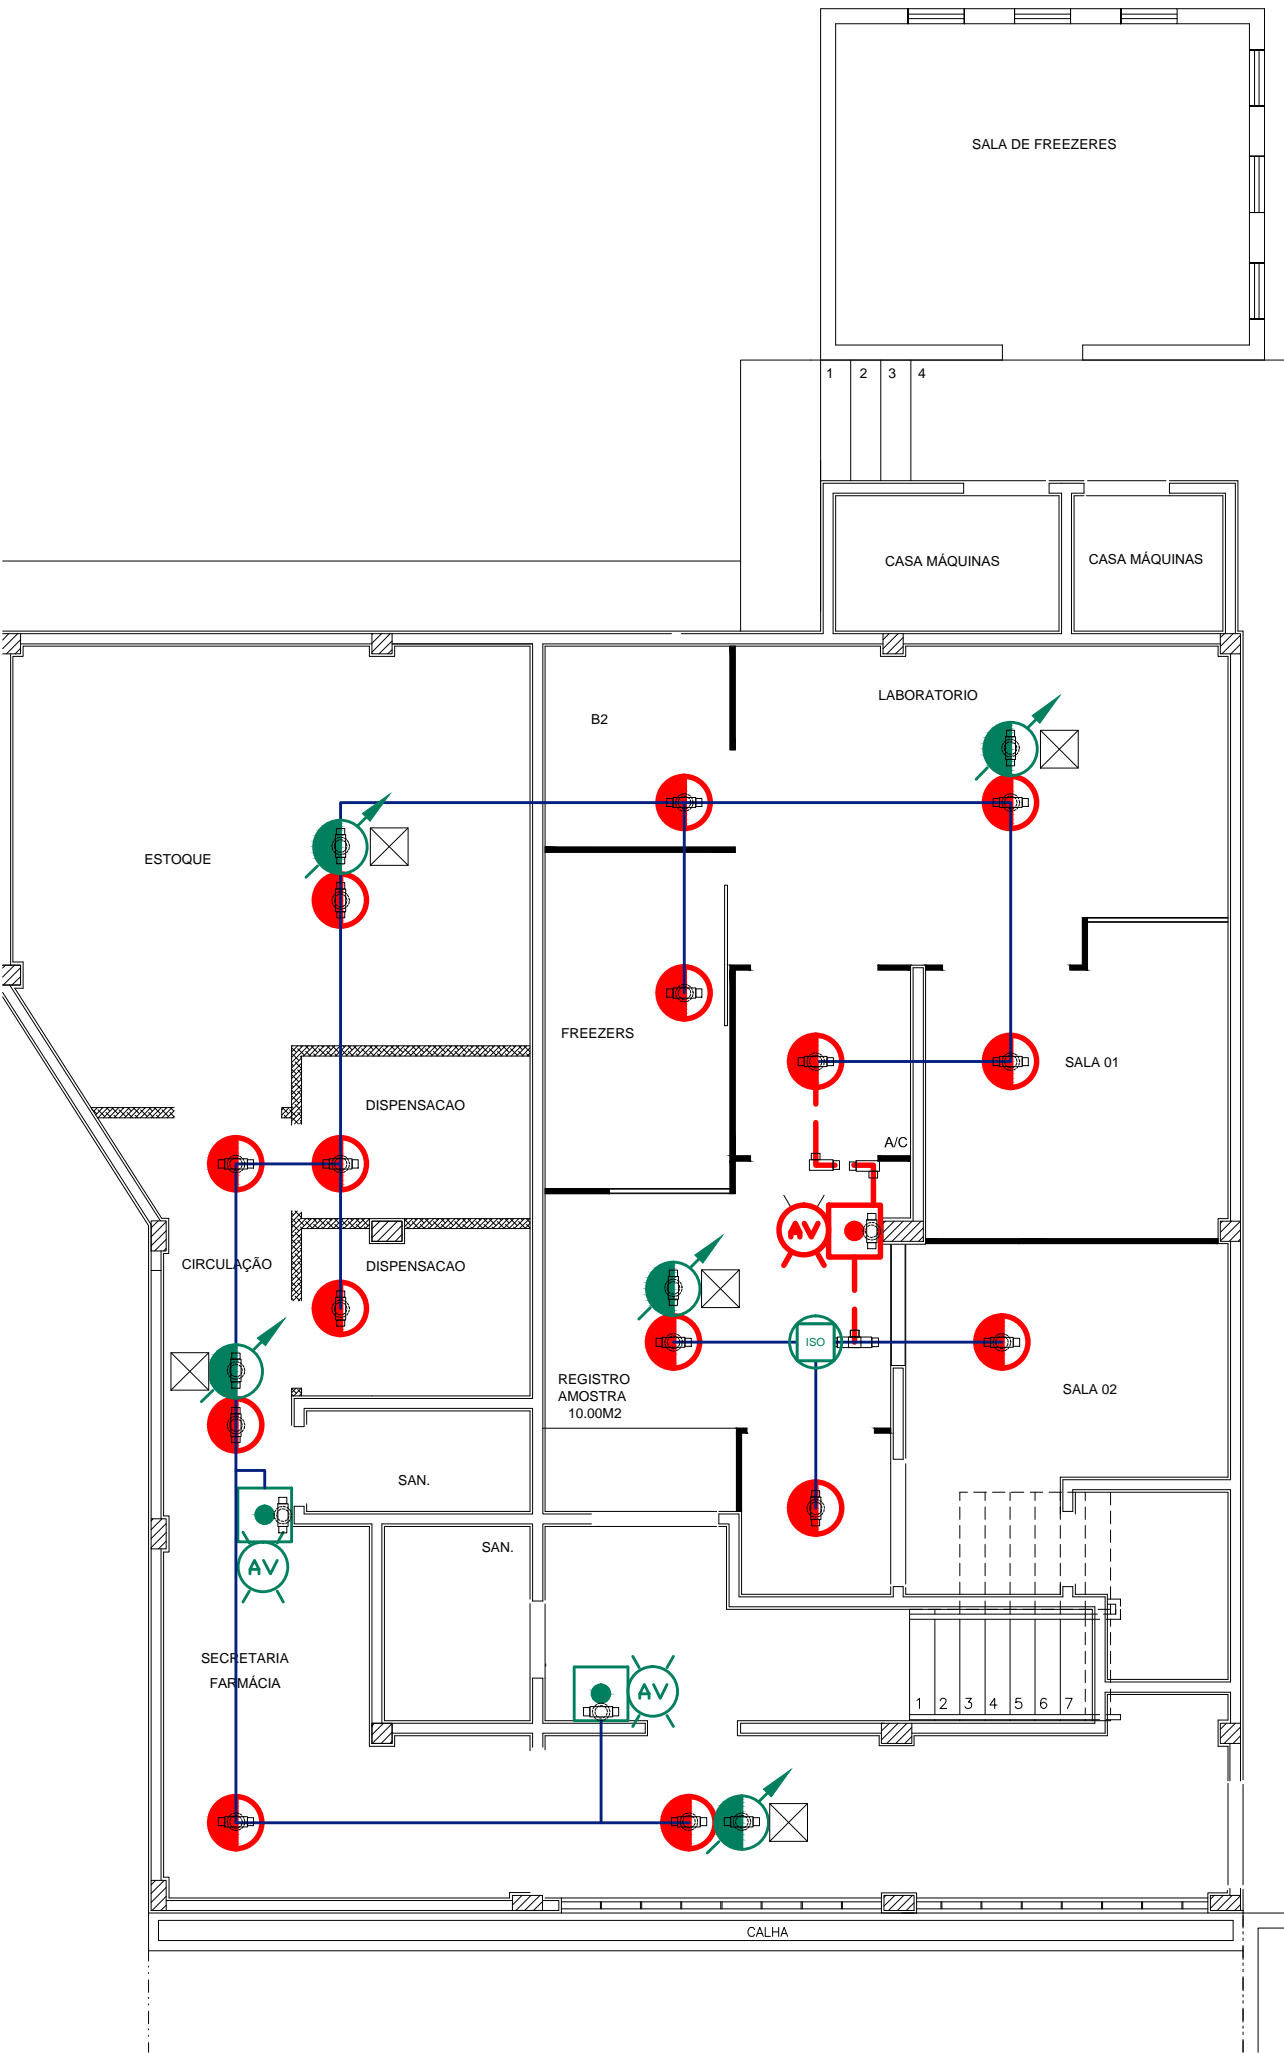 SALA DE FREEZERES
1 2 3 4
CASA MÁQUINAS
CASA MÁQUINAS
LABORATORIO
B2
ESTOQUE
FREEZERS
SALA 01
DISPENSACAO
A/C
AV
CIRCULAÇÃO
DISPENSACAO
ISO
REGISTRO
AMOSTRA
10.00M2
SALA 02
SAN.
SAN.
AV
SECRETARIA
FARMÁCIA
AV
1 2 3 4 5 6 7
CALHA